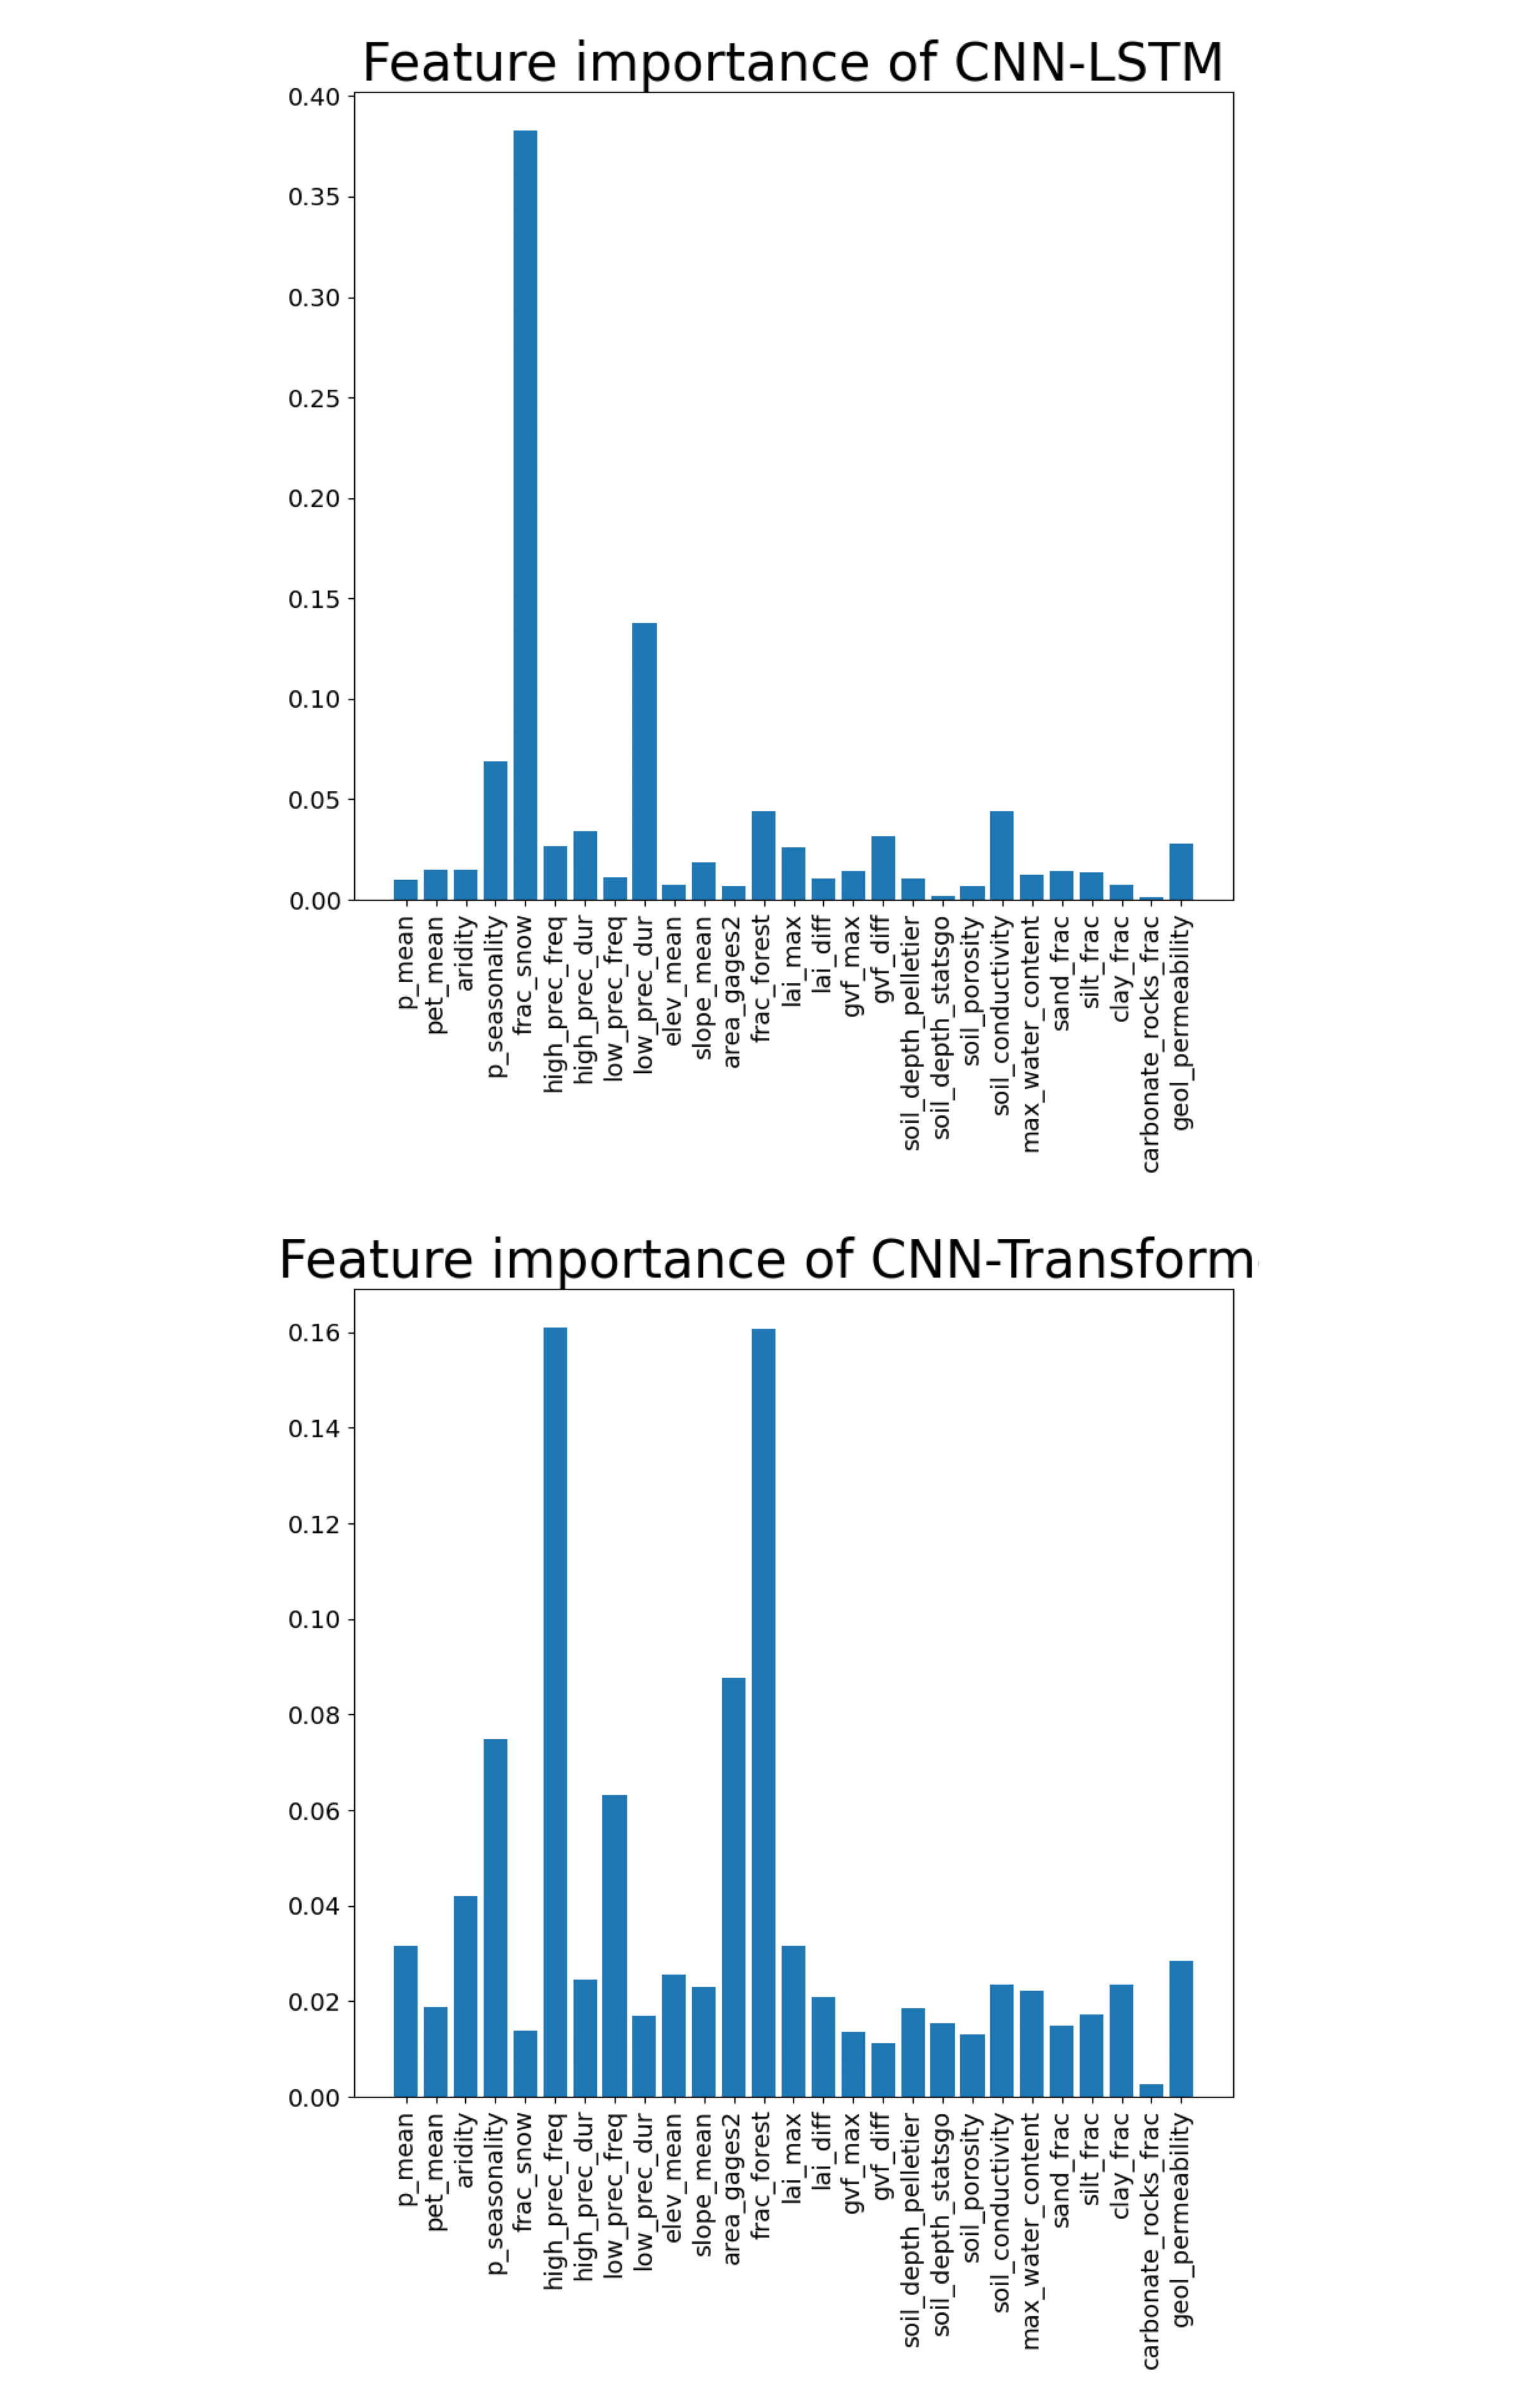 Feature importance of CNN-LSTM
0.40
0.35
0.30
0.25
0.20
0.15
0.10
0.05
0.00
p_mean
pet_mean
aridity
p_seasonality
frac_snow
high_prec_freq
high_prec_dur
low_prec_freq
low_prec_dur
elev_mean
slope_mean
area_gages2
frac_forest
lai_max
lai_diff
gvf_max
gvf_diff
soil_depth_pelletier
soil_depth_statsgo
soil_porosity
soil_conductivity
max_water_content
sand_frac
silt_frac
clay_frac
carbonate_rocks_frac
geol_permeability
Feature importance of CNN-Transform
0.16
0.14
0.12
0.10
0.08
0.06
0.04
0.02
0.00
p_mean
pet_mean
aridity
p_seasonality
frac_snow
high_prec_freq
high_prec_dur
low_prec_freq
low_prec_dur
elev_mean
slope_mean
area_gages2
frac_forest
lai_max
lai_diff
gvf_max
gvf_diff
soil_depth_pelletier
soil_depth_statsgo
soil_porosity
soil_conductivity
max_water_content
sand_frac
silt_frac
clay_frac
carbonate_rocks_frac
geol_permeability